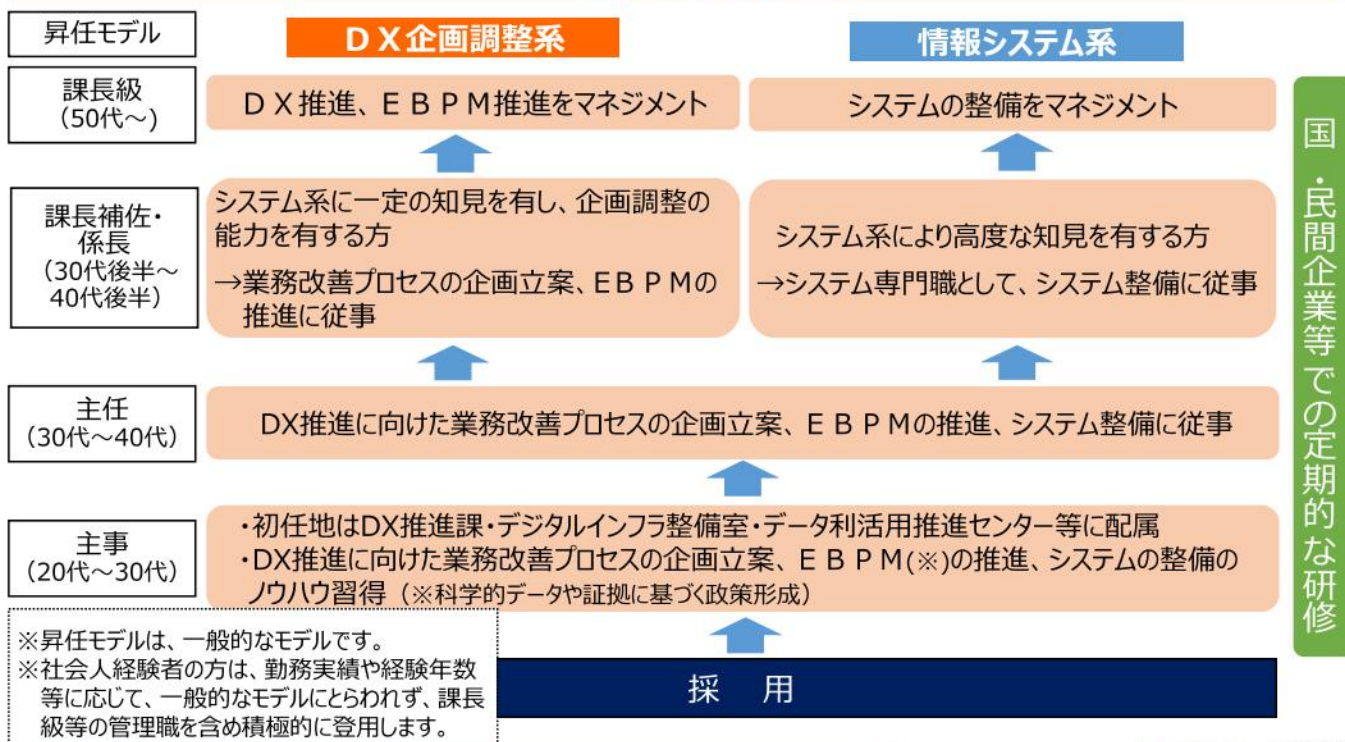 昇任モデル
DX企画調整系
情報システム系
課長級
(50代~)
DX推進、EBPM推進をマネジメント
システムの整備をマネジメント
課長補佐・
係長
(30代後半~
40代後半)
システム系に一定の知見を有し、企画調整の
能力を有する方
→業務改善プロセスの企画立案、EBPMの
推進に従事
システム系により高度な知見を有する方
→システム専門職として、システム整備に従事
主任
(30代~40代)
DX推進に向けた業務改善プロセスの企画立案、EBPMの推進、システム整備に従事
主事
(20代~30代)
・初任地はDX推進課・デジタルインフラ整備室・データ利活用推進センター等に配属
・DX推進に向けた業務改善プロセスの企画立案、EBPM(※)の推進、システムの整備の
ノウハウ習得(※科学的データや証拠に基づく政策形成)
国・民間企業等での定期的な研修
※昇任モデルは、一般的なモデルです。
※社会人経験者の方は、勤務実績や経験年数
等に応じて、一般的なモデルにとらわれず、課長
級等の管理職を含め積極的に登用します。
採 用